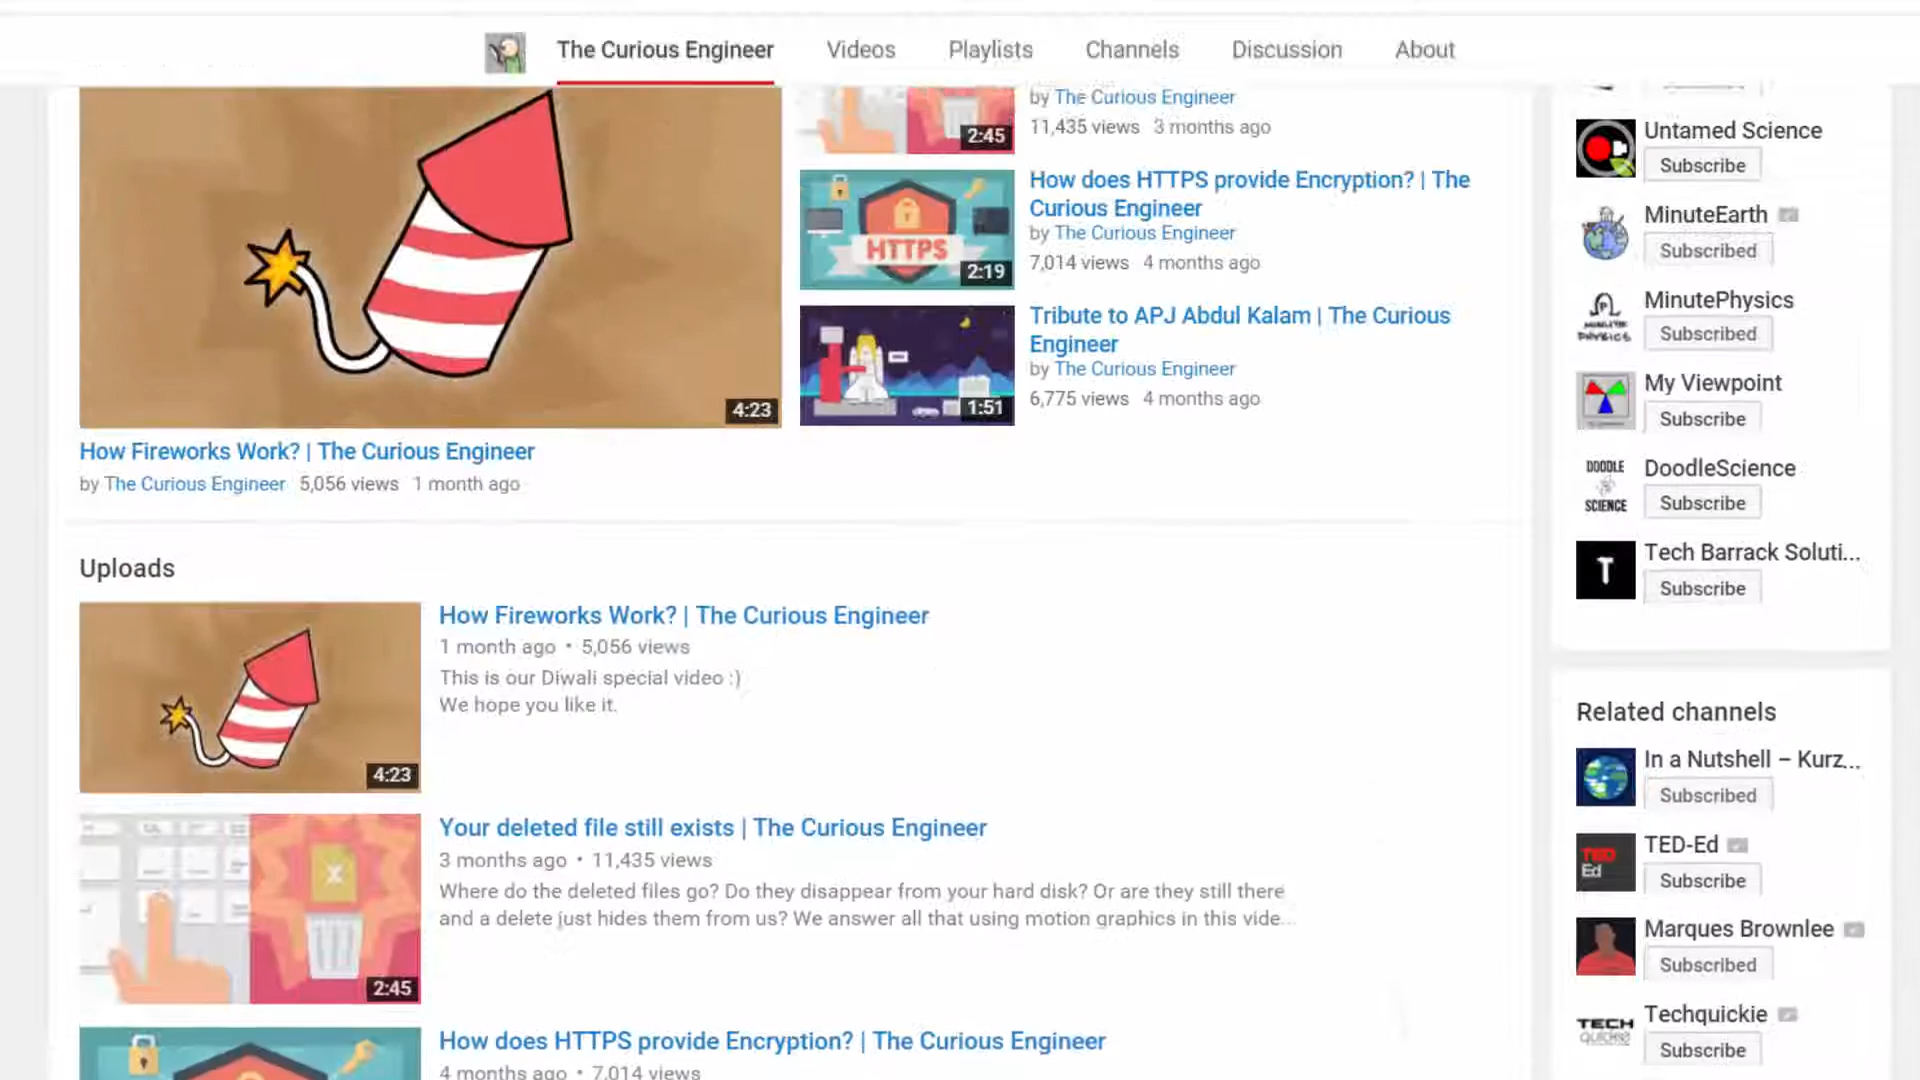 The Curious Engineer
Videos
Playlists
Channels
Discussion
About
4:23
How Fireworks Work? | The Curious Engineer
by The Curious Engineer 5,056 views 1 month ago
2:45
by The Curious Engineer
11,435 views 3 months ago
HTTPS
2:19
How does HTTPS provide Encryption? | The
Curious Engineer
by The Curious Engineer
7,014 views 4 months ago
1:51
Tribute to APJ Abdul Kalam | The Curious
Engineer
by The Curious Engineer
6,775 views 4 months ago
Uploads
4:23
How Fireworks Work? | The Curious Engineer
1 month ago • 5,056 views
This is our Diwali special video :)
We hope you like it.
2:45
Your deleted file still exists | The Curious Engineer
3 months ago • 11,435 views
Where do the deleted files go? Do they disappear from your hard disk? Or are they still there
and a delete just hides them from us? We answer all that using motion graphics in this vide...
How does HTTPS provide Encryption? | The Curious Engineer
4 months ago • 7,014 views
Untamed Science
Subscribe
MinuteEarth
Subscribed
MINUTE
PHYSICS
MinutePhysics
Subscribed
My Viewpoint
Subscribe
DOODLE
SCIENCE
DoodleScience
Subscribe
T
Tech Barrack Soluti...
Subscribe
Related channels
In a Nutshell – Kurz...
Subscribed
TED
Ed
TED-Ed
Subscribe
Marques Brownlee
Subscribed
TECH
quickie
Techquickie
Subscribe